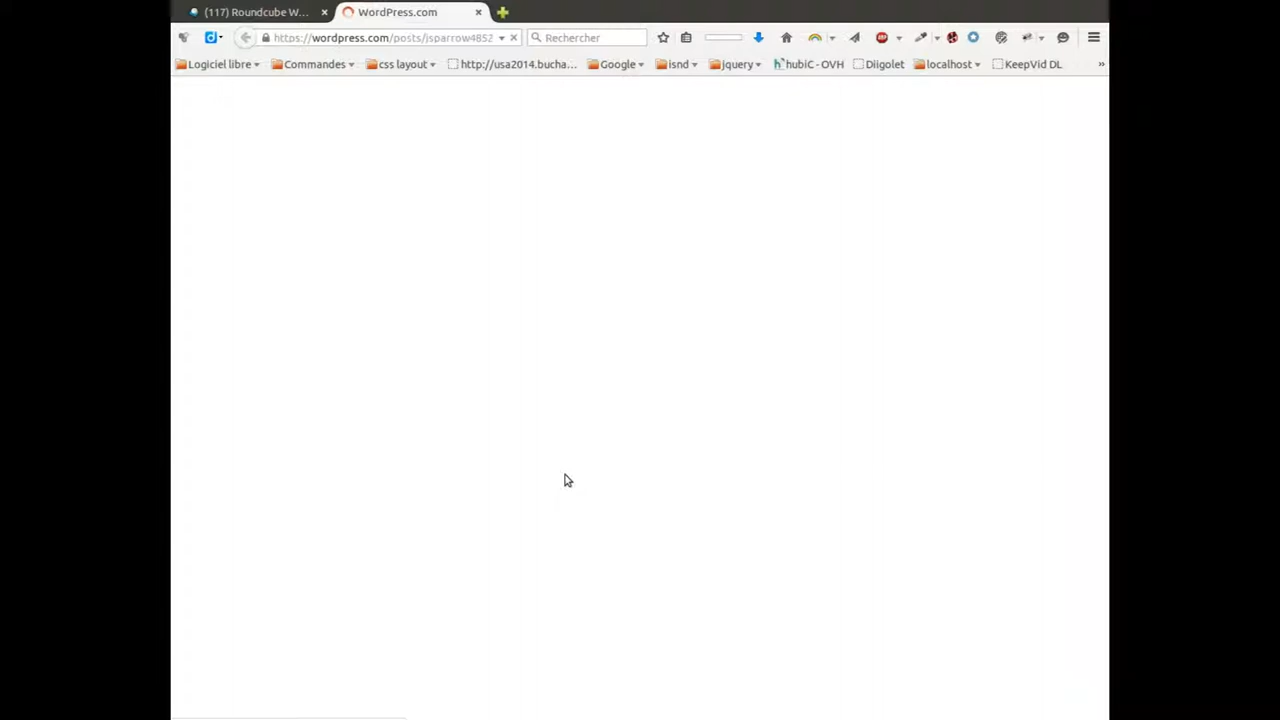 (117) Roundcube W... WordPress.com
https://wordpress.com/posts/jsparrow4852 Rechercher
Logiciel libre Commandes css layout http://usa2014.bucha... Google isnd jquery hubiC - OVH Diigolet localhost KeepVid DL »